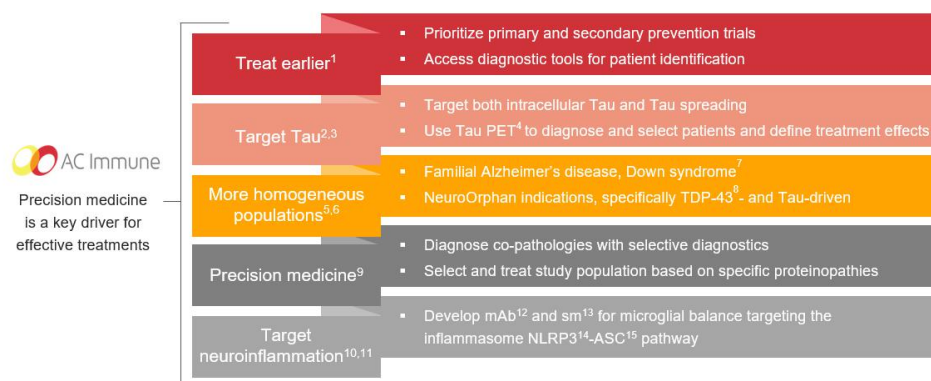 AC Immune
Precision medicine
is a key driver for
effective treatments
Treat earlier¹
▪ Prioritize primary and secondary prevention trials
▪ Access diagnostic tools for patient identification
Target Tau²,³
▪ Target both intracellular Tau and Tau spreading
▪ Use Tau PET⁴ to diagnose and select patients and define treatment effects
More homogeneous
populations⁵,⁶
▪ Familial Alzheimer's disease, Down syndrome⁷
▪ NeuroOrphan indications, specifically TDP-43⁸- and Tau-driven
Precision medicine⁹
▪ Diagnose co-pathologies with selective diagnostics
▪ Select and treat study population based on specific proteinopathies
Target
neuroinflammation¹⁰,¹¹
▪ Develop mAb¹² and sm¹³ for microglial balance targeting the
inflammasome NLRP3¹⁴-ASC¹⁵ pathway